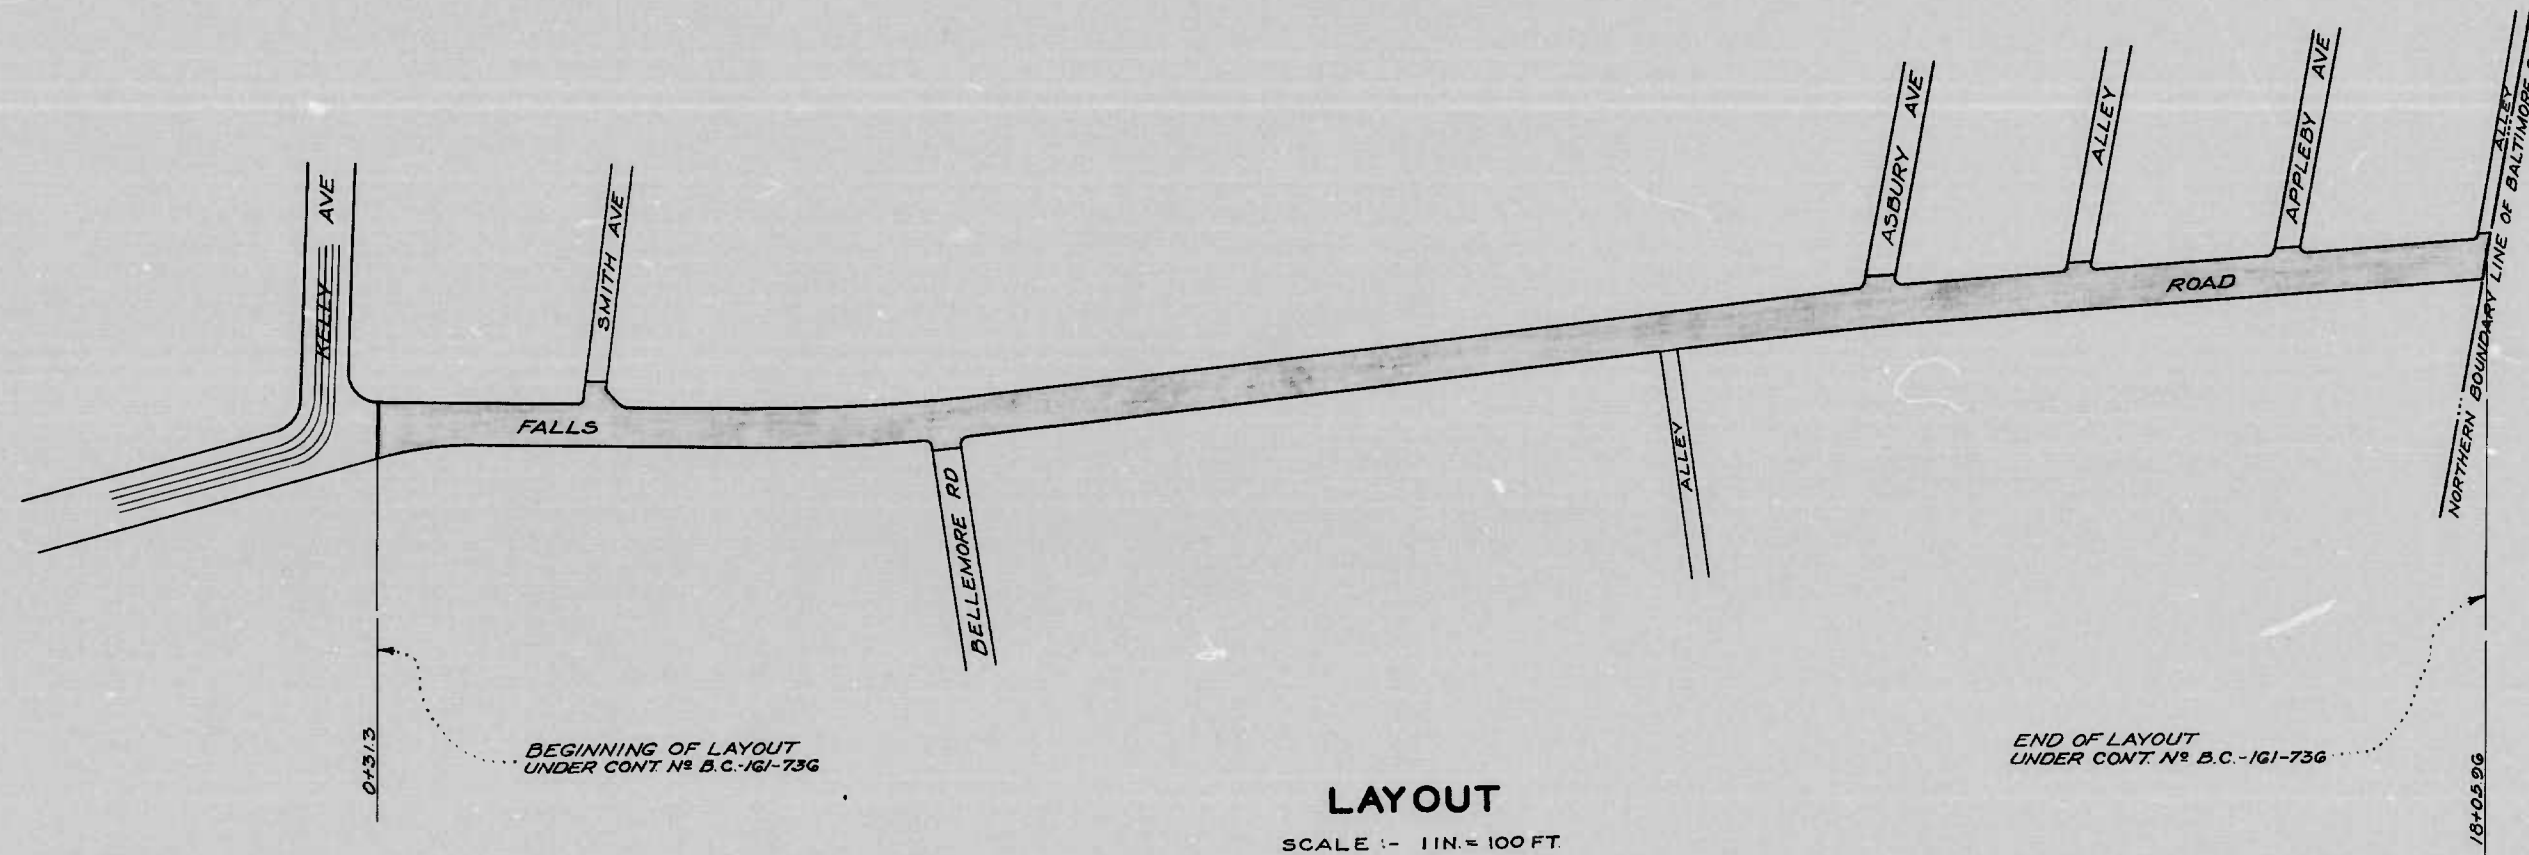 KELLY AVE
SMITH AVE
ASBURY AVE
ALLEY
APPLEBY AVE
ALLEY
NORTHERN BOUNDARY LINE OF BALTIMORE
FALLS ROAD
BELLEMORE RD
ALLEY
0+31.3
BEGINNING OF LAYOUT
UNDER CONT. Nº B.C.-161-736
END OF LAYOUT
UNDER CONT. Nº B.C.-161-736
18+05.96
LAYOUT
SCALE :- 1 IN. = 100 FT.